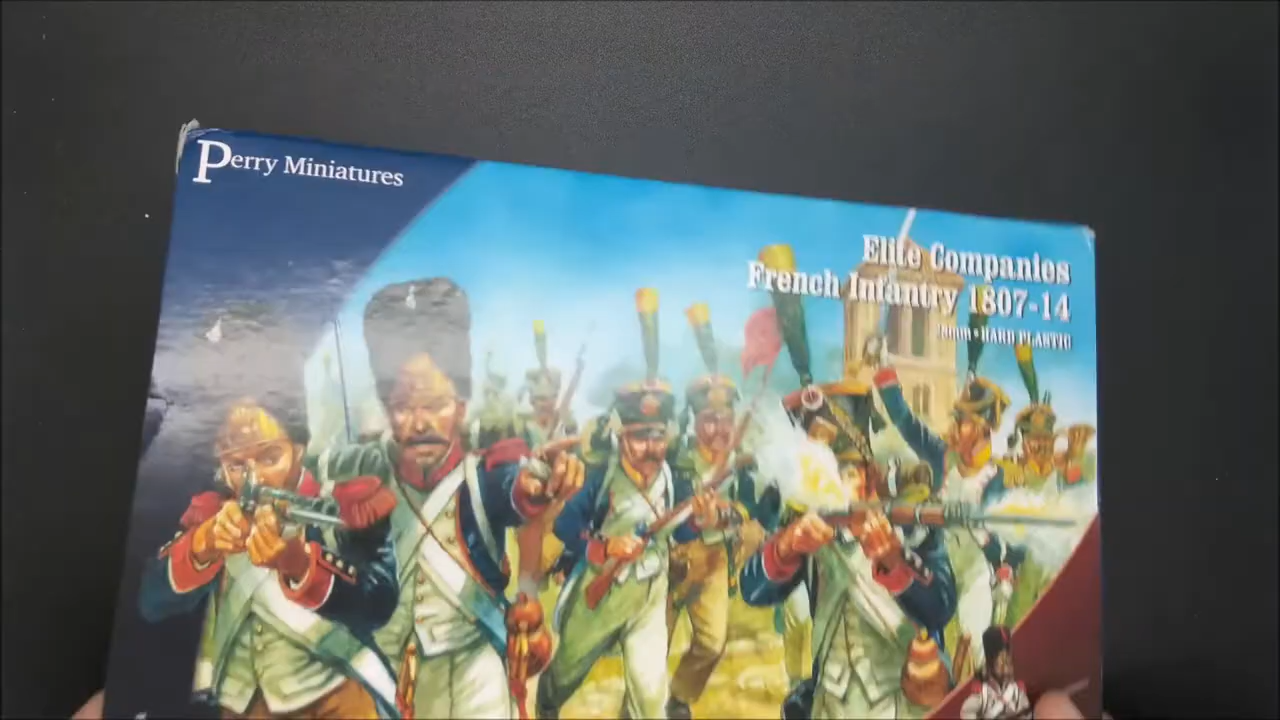 Perry Miniatures
Elite Companies
French Infantry 1807-14
28mm • HARD PLASTIC